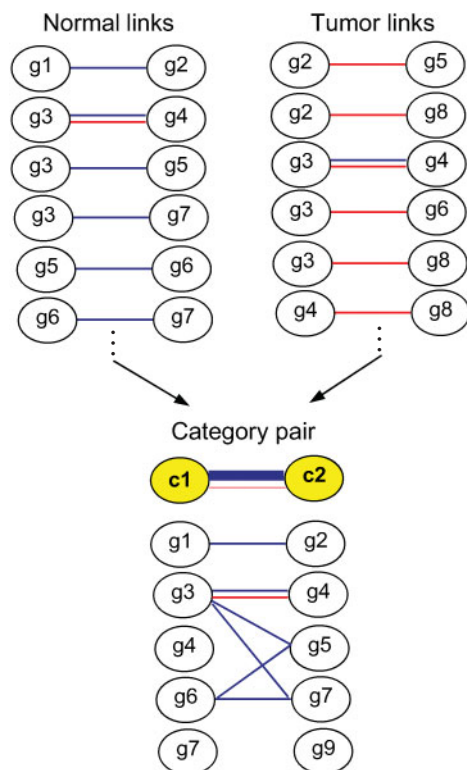 Normal links
g1 g2
g3 g4
g3 g5
g3 g7
g5 g6
g6 g7
Tumor links
g2 g5
g2 g8
g3 g4
g3 g6
g3 g8
g4 g8
Category pair
c1 c2
g1 g2
g3 g4
g4 g5
g6 g7
g7 g9